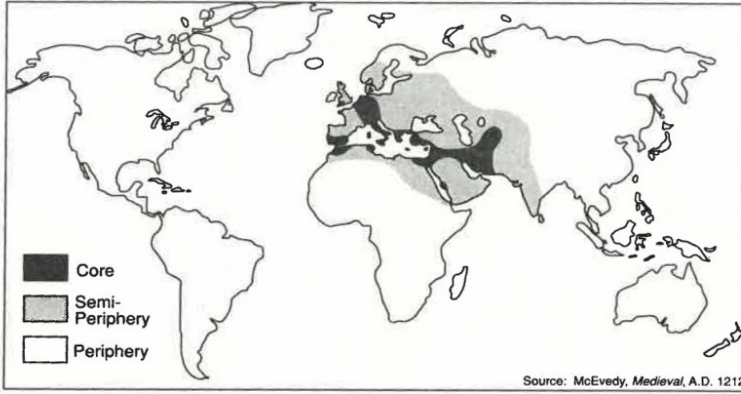 Core
Semi-
Periphery
Periphery
Source: McEvedy, Medieval, A.D. 1212